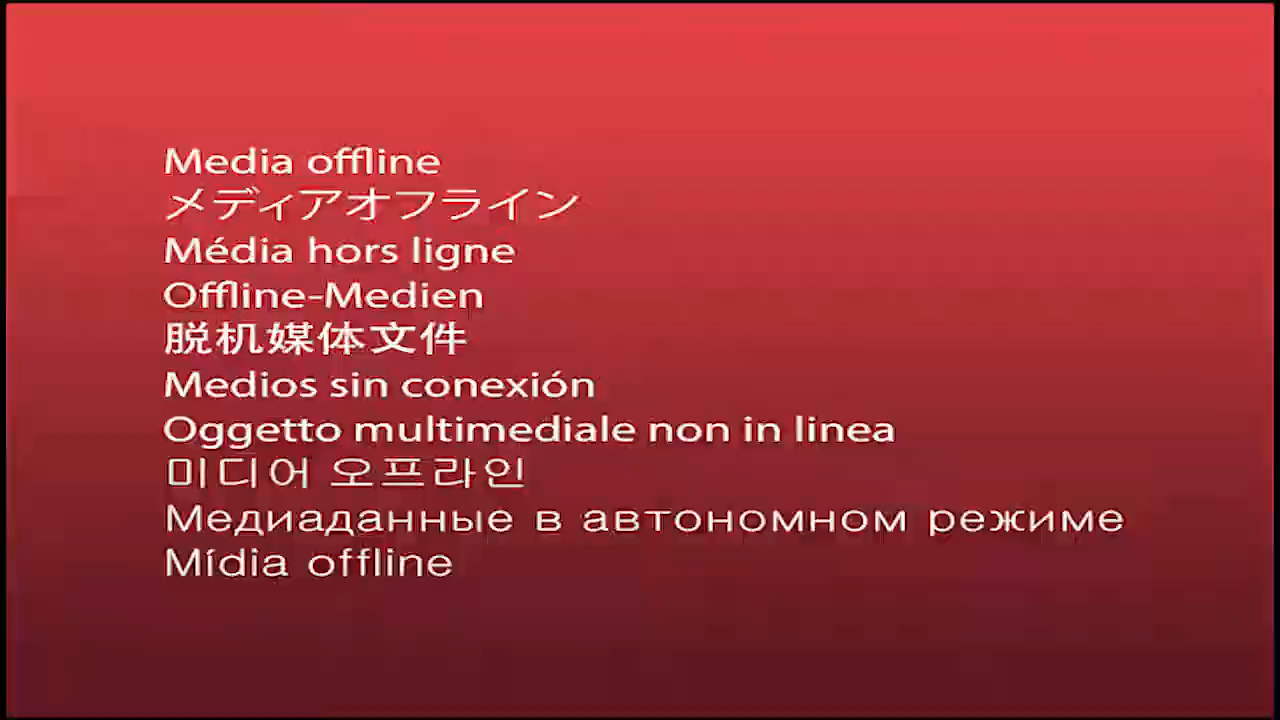 Media offline
メディアオフライン
Média hors ligne
Offline-Medien
脱机媒体文件
Medios sin conexión
Oggetto multimediale non in linea
미디어 오프라인
Медиаданные в автономном режиме
Mídia offline